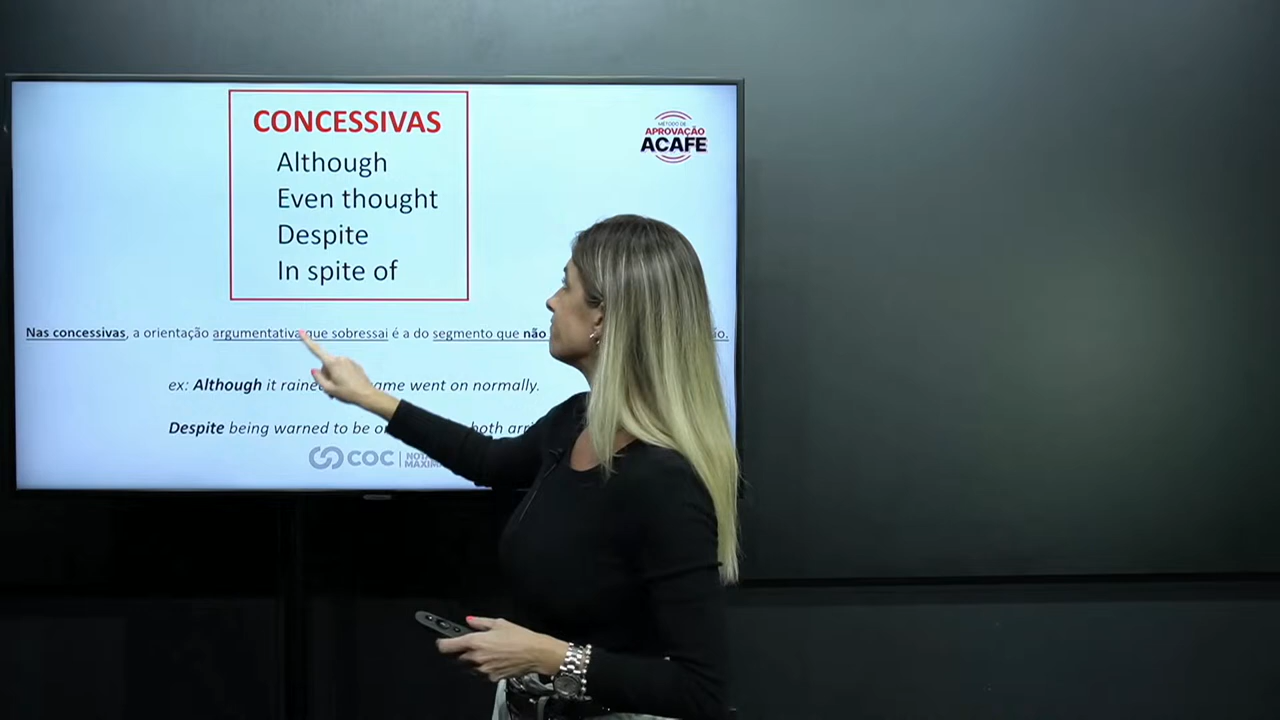 CONCESSIVAS
Although
Even thought
Despite
In spite of
MÉTODO DE
APROVAÇÃO
ACAFE
Nas concessivas, a orientação argumentativa que sobressai é a do segmento que não
ex: Although it rained ame went on normally.
Despite being warned to be both
COC